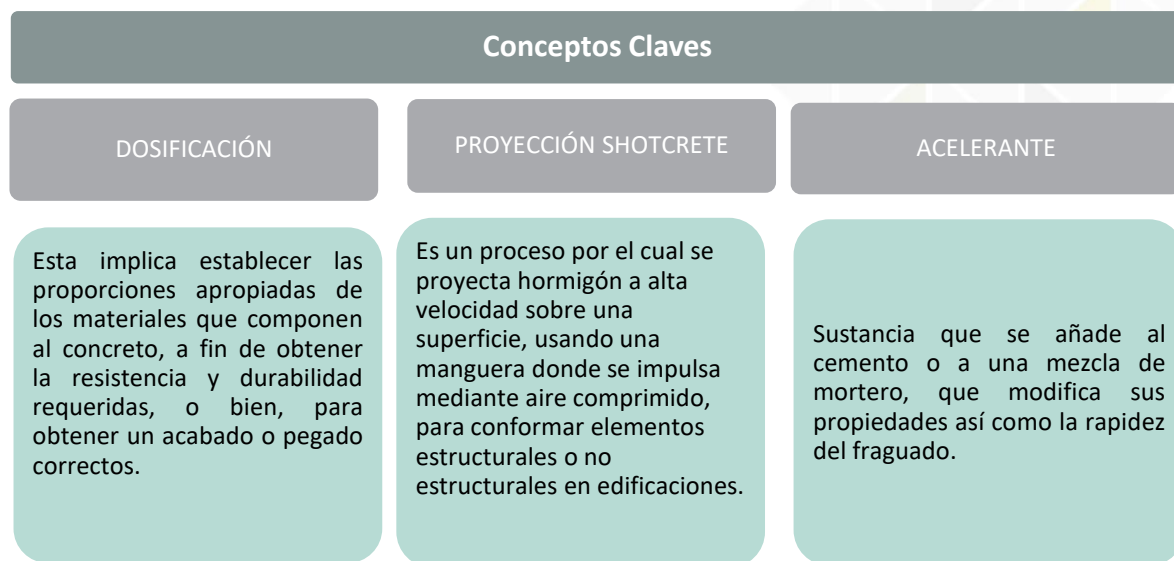 Conceptos Claves
DOSIFICACIÓN
PROYECCIÓN SHOTCRETE
ACELERANTE
Esta implica establecer las
proporciones apropiadas de
los materiales que componen
al concreto, a fin de obtener
la resistencia y durabilidad
requeridas, o bien, para
obtener un acabado o pegado
correctos.
Es un proceso por el cual se
proyecta hormigón a alta
velocidad sobre una
superficie, usando una
manguera donde se impulsa
mediante aire comprimido,
para conformar elementos
estructurales o no
estructurales en edificaciones.
Sustancia que se añade al
cemento o a una mezcla de
mortero, que modifica sus
propiedades así como la rapidez
del fraguado.